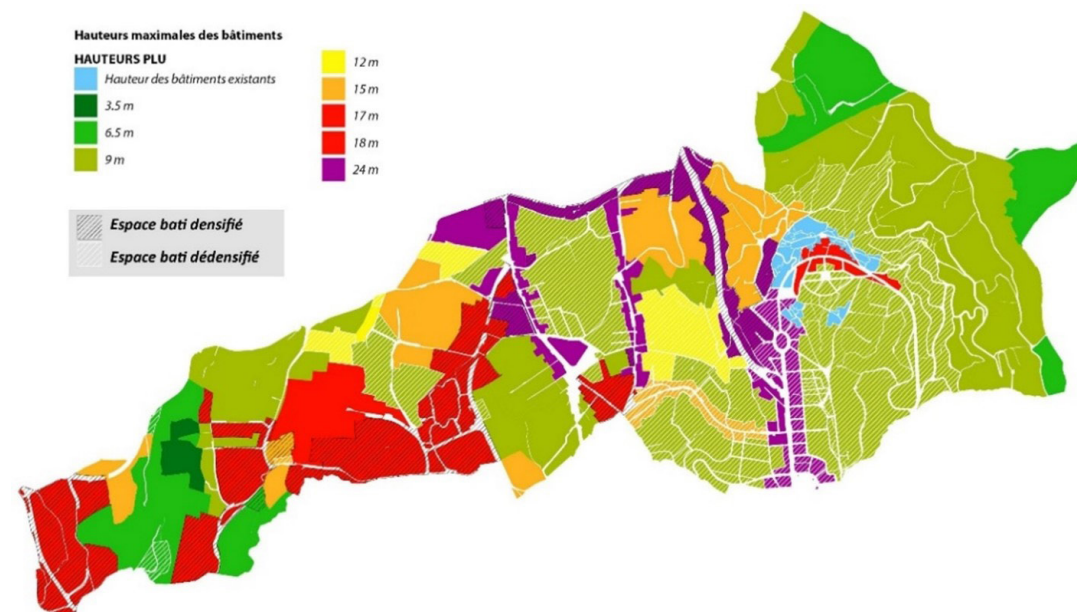 Hauteurs maximales des bâtiments
HAUTEURS PLU
Hauteur des bâtiments existants
3.5 m
6.5 m
9 m
12 m
15 m
17 m
18 m
24 m
Espace bati densifié
Espace bati dédensifié